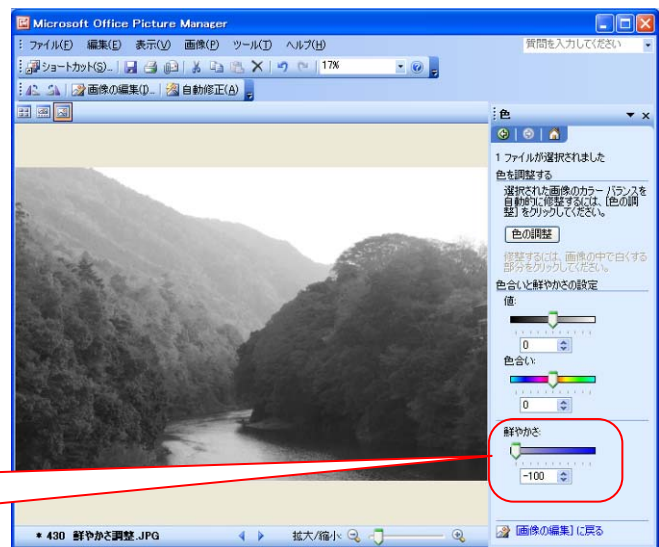 Microsoft Office Picture Manager
ファイル(F) 編集(E) 表示(V) 画像(P) ツール(T) ヘルプ(H) 質問を入力してください
ショートカット(S)... 17%
画像の編集(I)... 自動修正(A)
色
1 ファイルが選択されました
色を調整する
選択された画像のカラー バランスを
自動的に修整するには、[色の調
整] をクリックしてください。
色の調整
修整するには、画像の中で白くする
部分をクリックしてください。
色合いと鮮やかさの設定
値:
0
色合い:
0
鮮やかさ:
-100
* 430 鮮やかさ調整.JPG 拡大/縮小:
[画像の編集] に戻る